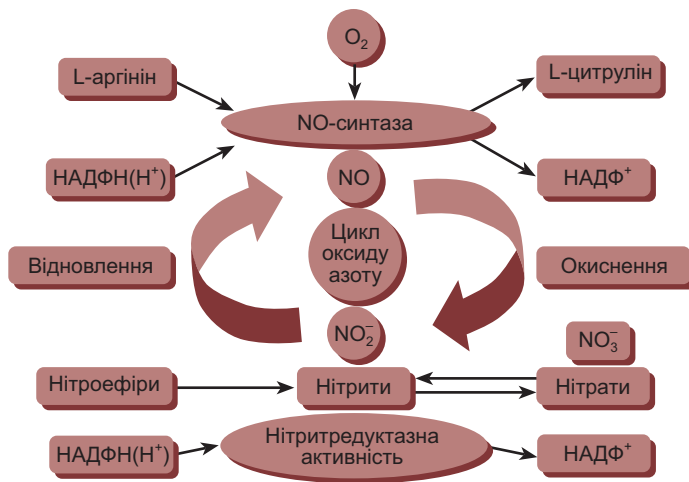 O₂
L-аргінін
L-цитрулін
NO-синтаза
НАДФН(Н⁺)
NO
НАДФ⁺
Цикл
оксиду
азоту
Відновлення
Окиснення
NO₂⁻
NO₃⁻
Нітроефіри
Нітрити
Нітрати
НАДФН(Н⁺)
Нітритредуктазна
активність
НАДФ⁺